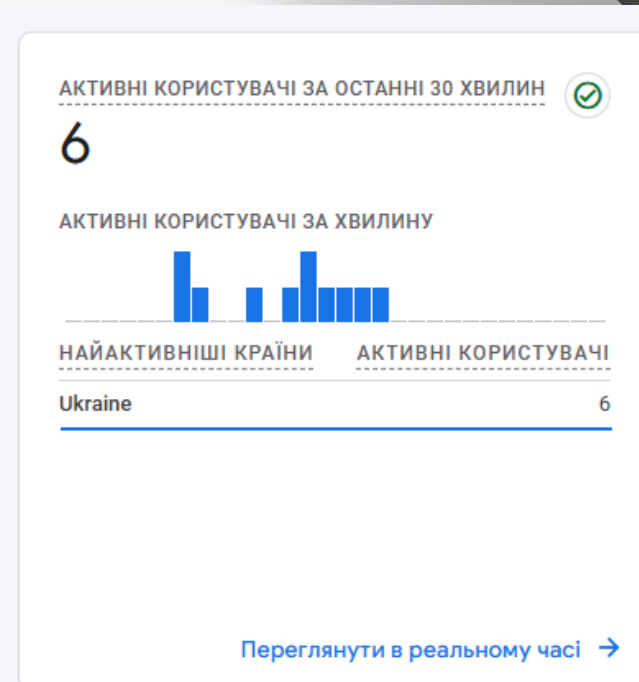 АКТИВНІ КОРИСТУВАЧІ ЗА ОСТАННІ 30 ХВИЛИН
6
АКТИВНІ КОРИСТУВАЧІ ЗА ХВИЛИНУ
НАЙАКТИВНІШІ КРАЇНИ АКТИВНІ КОРИСТУВАЧІ
Ukraine 6
Переглянути в реальному часі